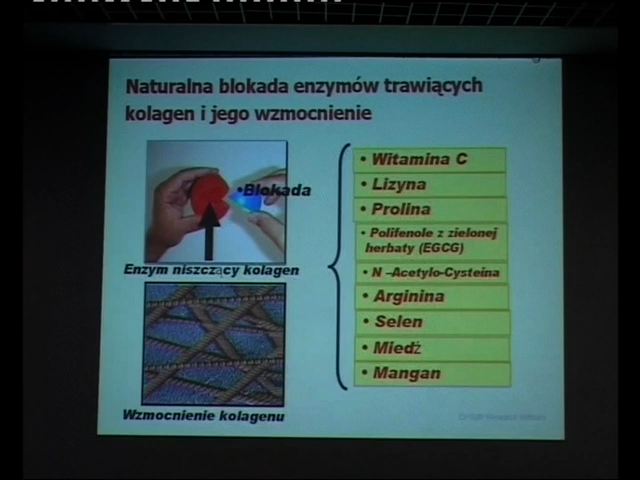 Naturalna blokada enzymów trawiących
kolagen i jego wzmocnienie
•Blokada
Enzym niszczący kolagen
Wzmocnienie kolagenu
• Witamina C
• Lizyna
• Prolina
• Polifenole z zielonej
herbaty (EGCG)
• N –Acetylo-Cysteina
• Arginina
• Selen
• Miedź
• Mangan